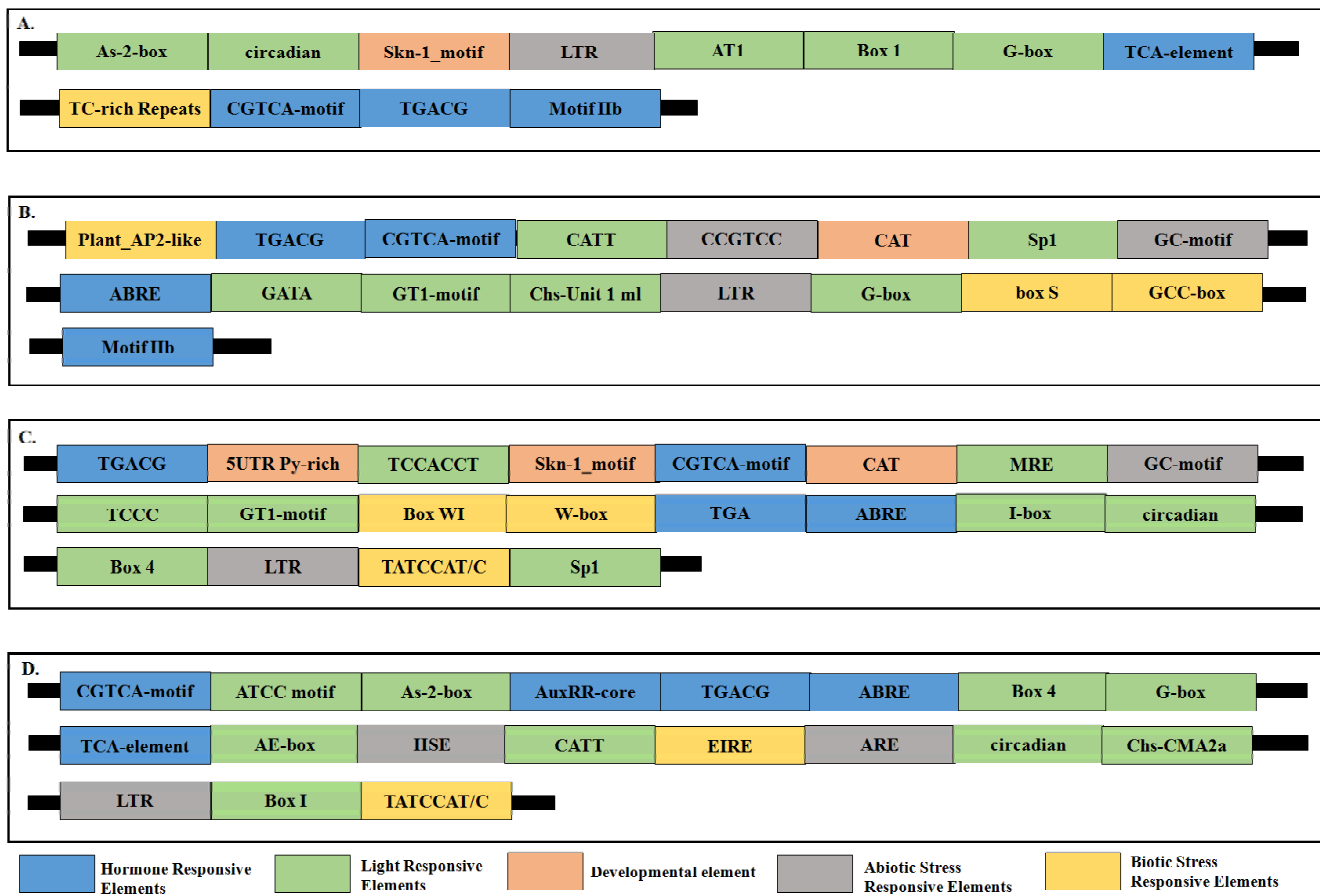 A.
As-2-box circadian Skn-1_motif LTR AT1 Box 1 G-box TCA-element
TC-rich Repeats CGTCA-motif TGACG Motif IIb
B.
Plant_AP2-like TGACG CGTCA-motif CATT CCGTCC CAT Sp1 GC-motif
ABRE GATA GT1-motif Chs-Unit 1 ml LTR G-box box S GCC-box
Motif IIb
C.
TGACG 5UTR Py-rich TCCACCT Skn-1_motif CGTCA-motif CAT MRE GC-motif
TCCC GT1-motif Box WI W-box TGA ABRE I-box circadian
Box 4 LTR TATCCAT/C Sp1
D.
CGTCA-motif ATCC motif As-2-box AuxRR-core TGACG ABRE Box 4 G-box
TCA-element AE-box IISE CATT EIRE ARE circadian Chs-CMA2a
LTR Box I TATCCAT/C
Hormone Responsive Elements
Light Responsive Elements
Developmental element
Abiotic Stress Responsive Elements
Biotic Stress Responsive Elements